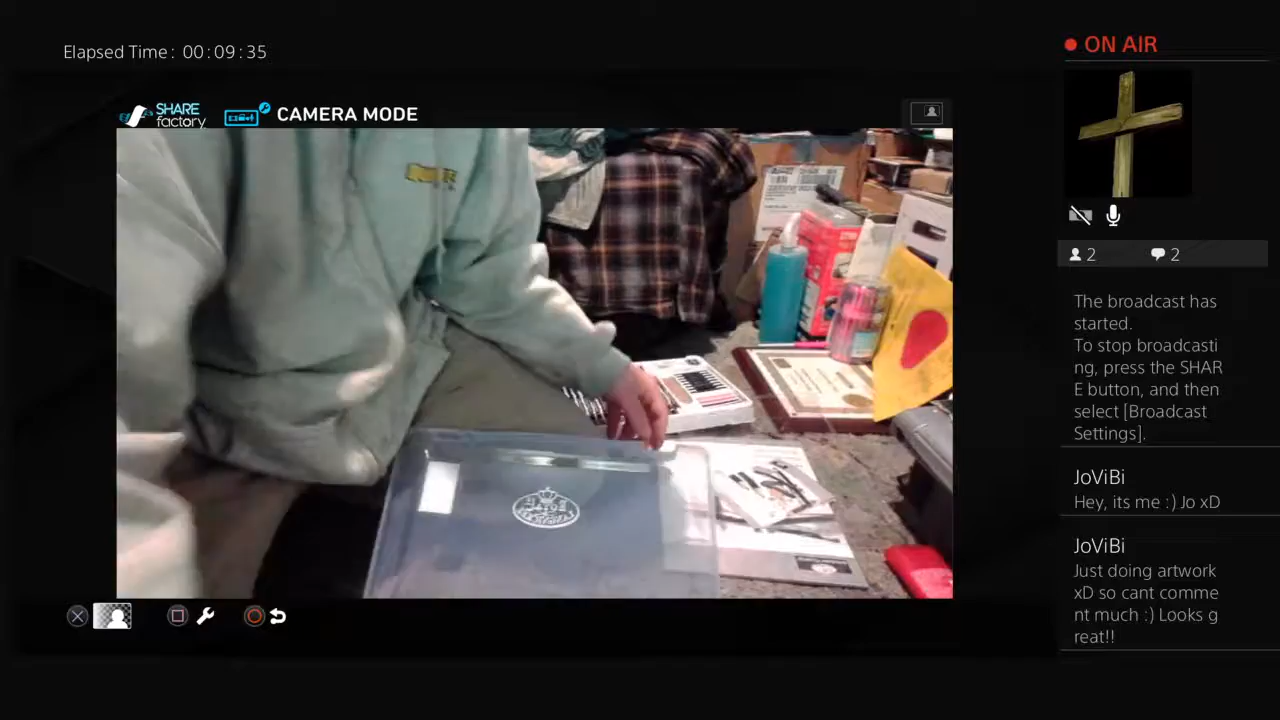 Elapsed Time: 00:09:35
ON AIR
SHARE
factory
CAMERA MODE
2
2
The broadcast has
started.
To stop broadcasti
ng, press the SHAR
E button, and then
select [Broadcast
Settings].
JoViBi
Hey, its me :) Jo xD
JoViBi
Just doing artwork
xD so cant comme
nt much :) Looks g
reat!!